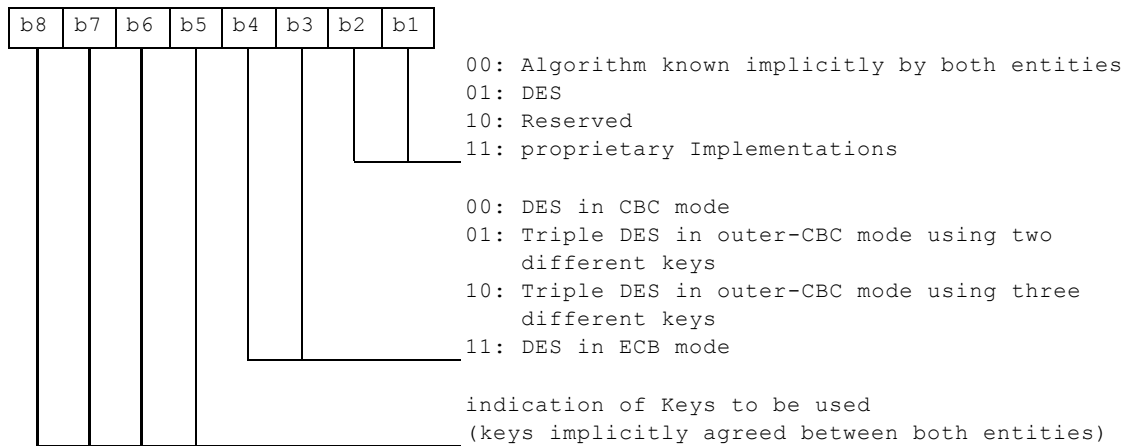 b8 b7 b6 b5 b4 b3 b2 b1
00: Algorithm known implicitly by both entities
01: DES
10: Reserved
11: proprietary Implementations
00: DES in CBC mode
01: Triple DES in outer-CBC mode using two
different keys
10: Triple DES in outer-CBC mode using three
different keys
11: DES in ECB mode
indication of Keys to be used
(keys implicitly agreed between both entities)